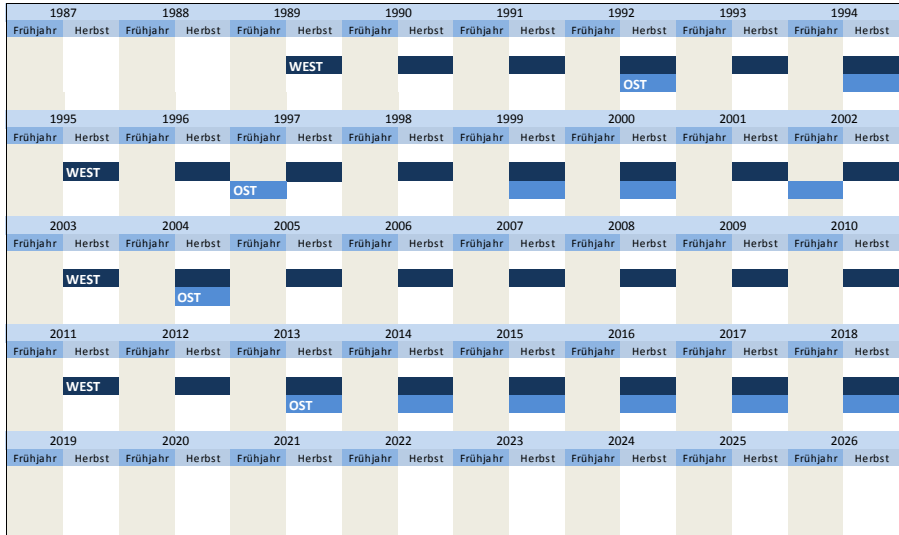 1987 1988 1989 1990 1991 1992 1993 1994
Frühjahr Herbst Frühjahr Herbst Frühjahr Herbst Frühjahr Herbst Frühjahr Herbst Frühjahr Herbst Frühjahr Herbst Frühjahr Herbst
WEST
OST
1995 1996 1997 1998 1999 2000 2001 2002
Frühjahr Herbst Frühjahr Herbst Frühjahr Herbst Frühjahr Herbst Frühjahr Herbst Frühjahr Herbst Frühjahr Herbst Frühjahr Herbst
WEST
OST
2003 2004 2005 2006 2007 2008 2009 2010
Frühjahr Herbst Frühjahr Herbst Frühjahr Herbst Frühjahr Herbst Frühjahr Herbst Frühjahr Herbst Frühjahr Herbst Frühjahr Herbst
WEST
OST
2011 2012 2013 2014 2015 2016 2017 2018
Frühjahr Herbst Frühjahr Herbst Frühjahr Herbst Frühjahr Herbst Frühjahr Herbst Frühjahr Herbst Frühjahr Herbst Frühjahr Herbst
WEST
OST
2019 2020 2021 2022 2023 2024 2025 2026
Frühjahr Herbst Frühjahr Herbst Frühjahr Herbst Frühjahr Herbst Frühjahr Herbst Frühjahr Herbst Frühjahr Herbst Frühjahr Herbst